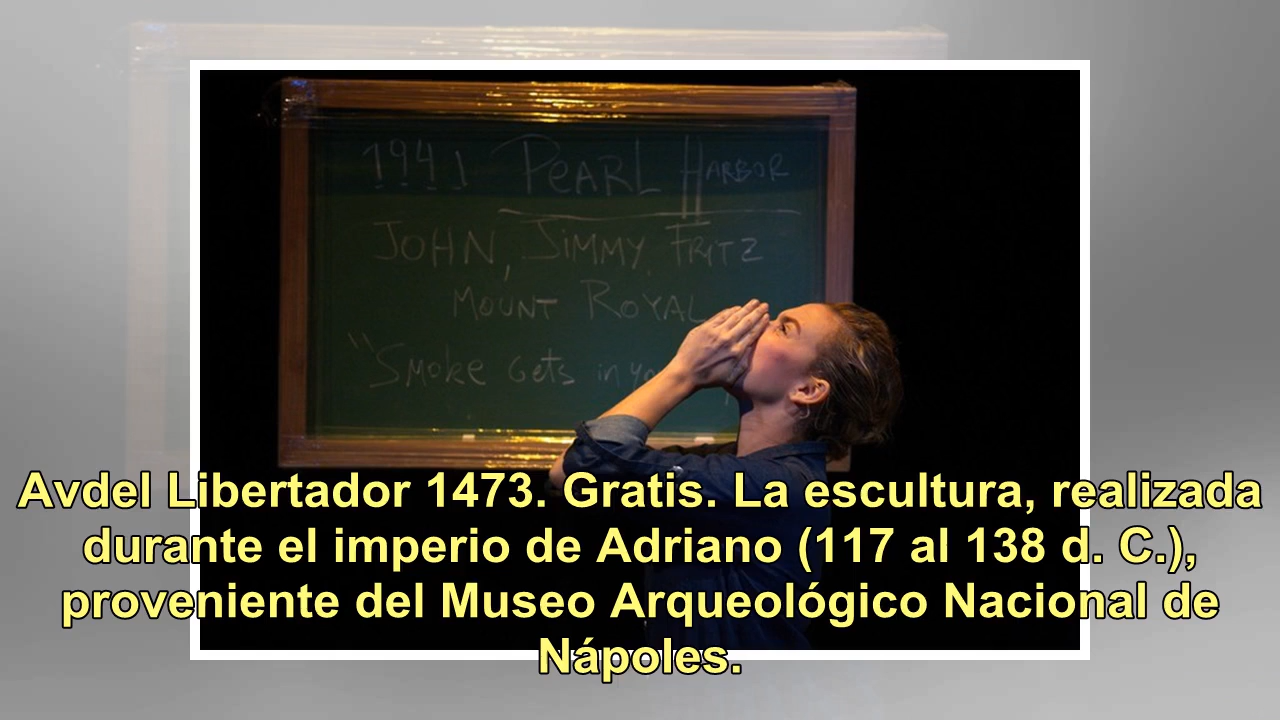 1941 PEARL HARBOR
JOHN, JIMMY, FRITZ
MOUNT ROYAL
"SMOKE GETS in yo
Avdel Libertador 1473. Gratis. La escultura, realizada
durante el imperio de Adriano (117 al 138 d. C.),
proveniente del Museo Arqueológico Nacional de
Nápoles.